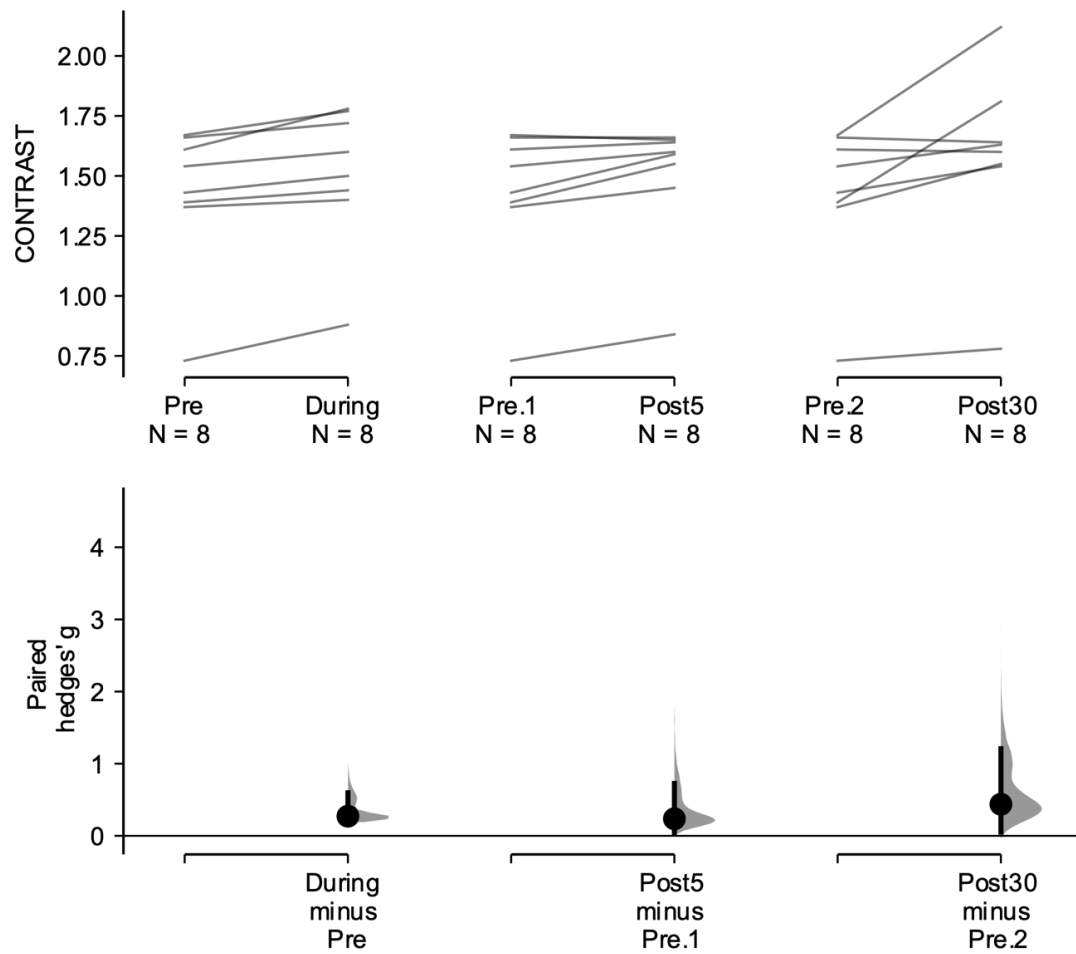 CONTRAST
2.00
1.75
1.50
1.25
1.00
0.75
Pre
N = 8
During
N = 8
Pre.1
N = 8
Post5
N = 8
Pre.2
N = 8
Post30
N = 8
Paired
hedges' g
4
3
2
1
0
During
minus
Pre
Post5
minus
Pre.1
Post30
minus
Pre.2